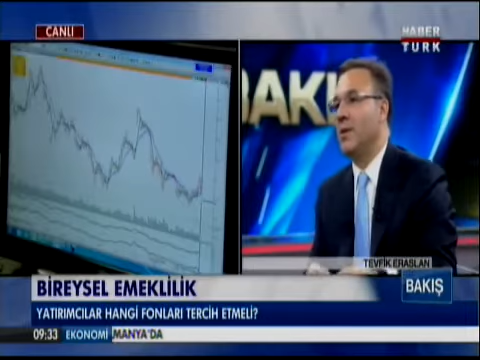 CANLI
HABER
TÜRK
BAKIŞ
TEVFİK ERASLAN
BİREYSEL EMEKLİLİK
BAKIŞ
YATIRIMCILAR HANGİ FONLARI TERCİH ETMELİ?
09:33 EKONOMİ MANYA'DA